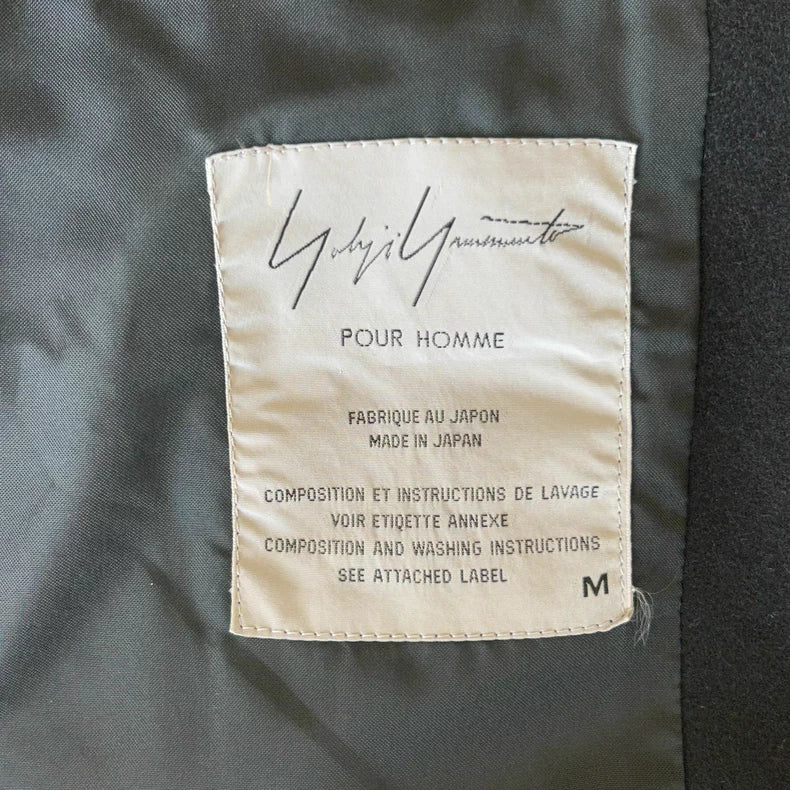 Yohji Yamamoto
POUR HOMME
FABRIQUE AU JAPON
MADE IN JAPAN
COMPOSITION ET INSTRUCTIONS DE LAVAGE
VOIR ETIQETTE ANNEXE
COMPOSITION AND WASHING INSTRUCTIONS
SEE ATTACHED LABEL
M